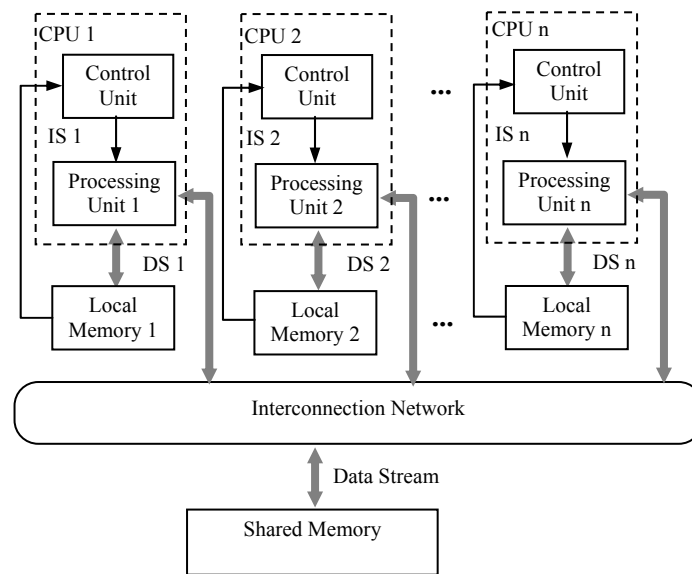 CPU 1
Control
Unit
IS 1
Processing
Unit 1
DS 1
Local
Memory 1
CPU 2
Control
Unit
IS 2
Processing
Unit 2
DS 2
Local
Memory 2
...
...
...
CPU n
Control
Unit
IS n
Processing
Unit n
DS n
Local
Memory n
Interconnection Network
Data Stream
Shared Memory